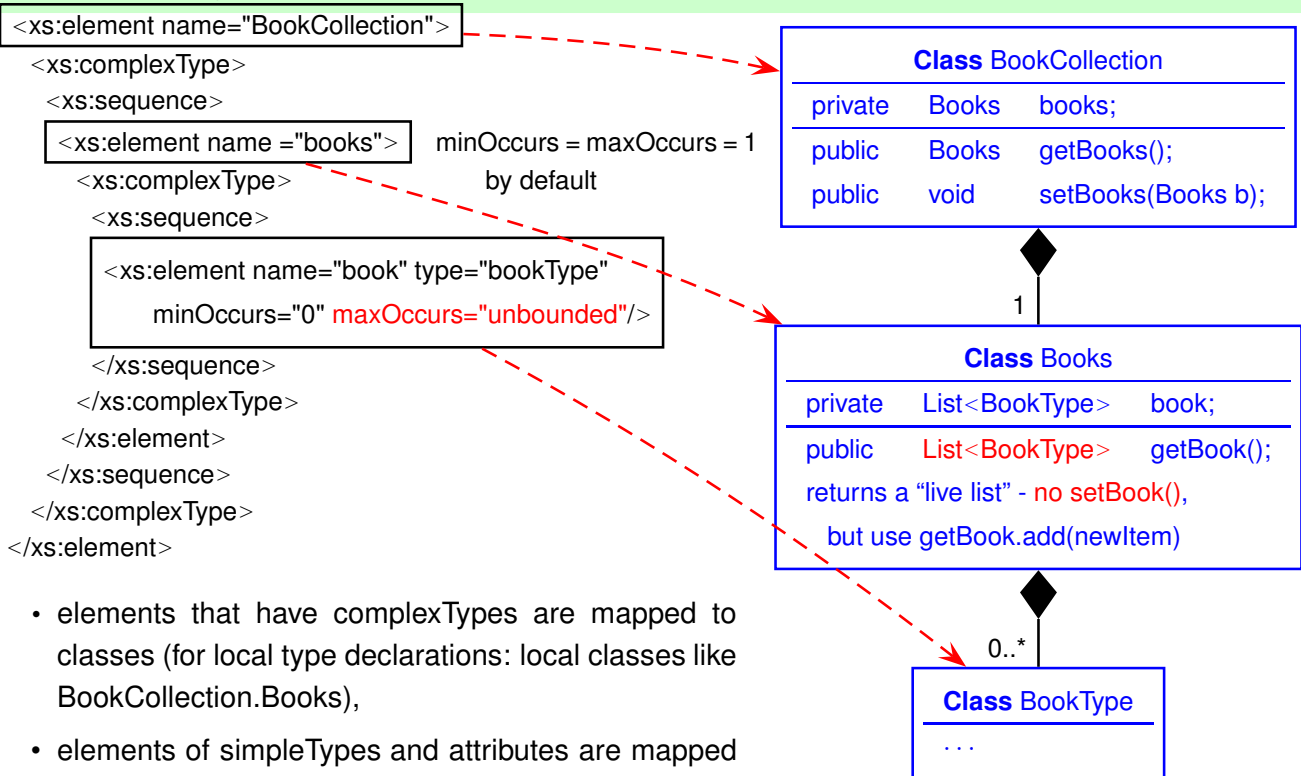 <xs:element name="BookCollection">
<xs:complexType>
<xs:sequence>
<xs:element name ="books">
minOccurs = maxOccurs = 1
by default
<xs:complexType>
<xs:sequence>
<xs:element name="book" type="bookType"
minOccurs="0" maxOccurs="unbounded"/>
</xs:sequence>
</xs:complexType>
</xs:element>
</xs:sequence>
</xs:complexType>
</xs:element>
• elements that have complexTypes are mapped to
classes (for local type declarations: local classes like
BookCollection.Books),
• elements of simpleTypes and attributes are mapped
Class BookCollection
private Books books;
public Books getBooks();
public void setBooks(Books b);
1
Class Books
private List<BookType> book;
public List<BookType> getBook();
returns a “live list” - no setBook(),
but use getBook.add(newItem)
0..*
Class BookType
. . .